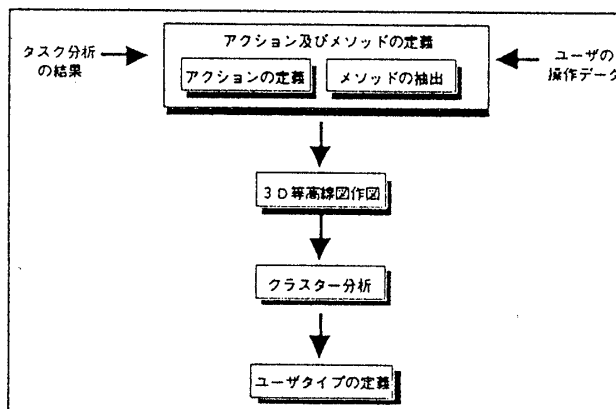 アクション及びメソッドの定義
タスク分析
の結果
アクションの定義
メソッドの抽出
ユーザの
操作データ
3D等高線図作図
クラスター分析
ユーザタイプの定義